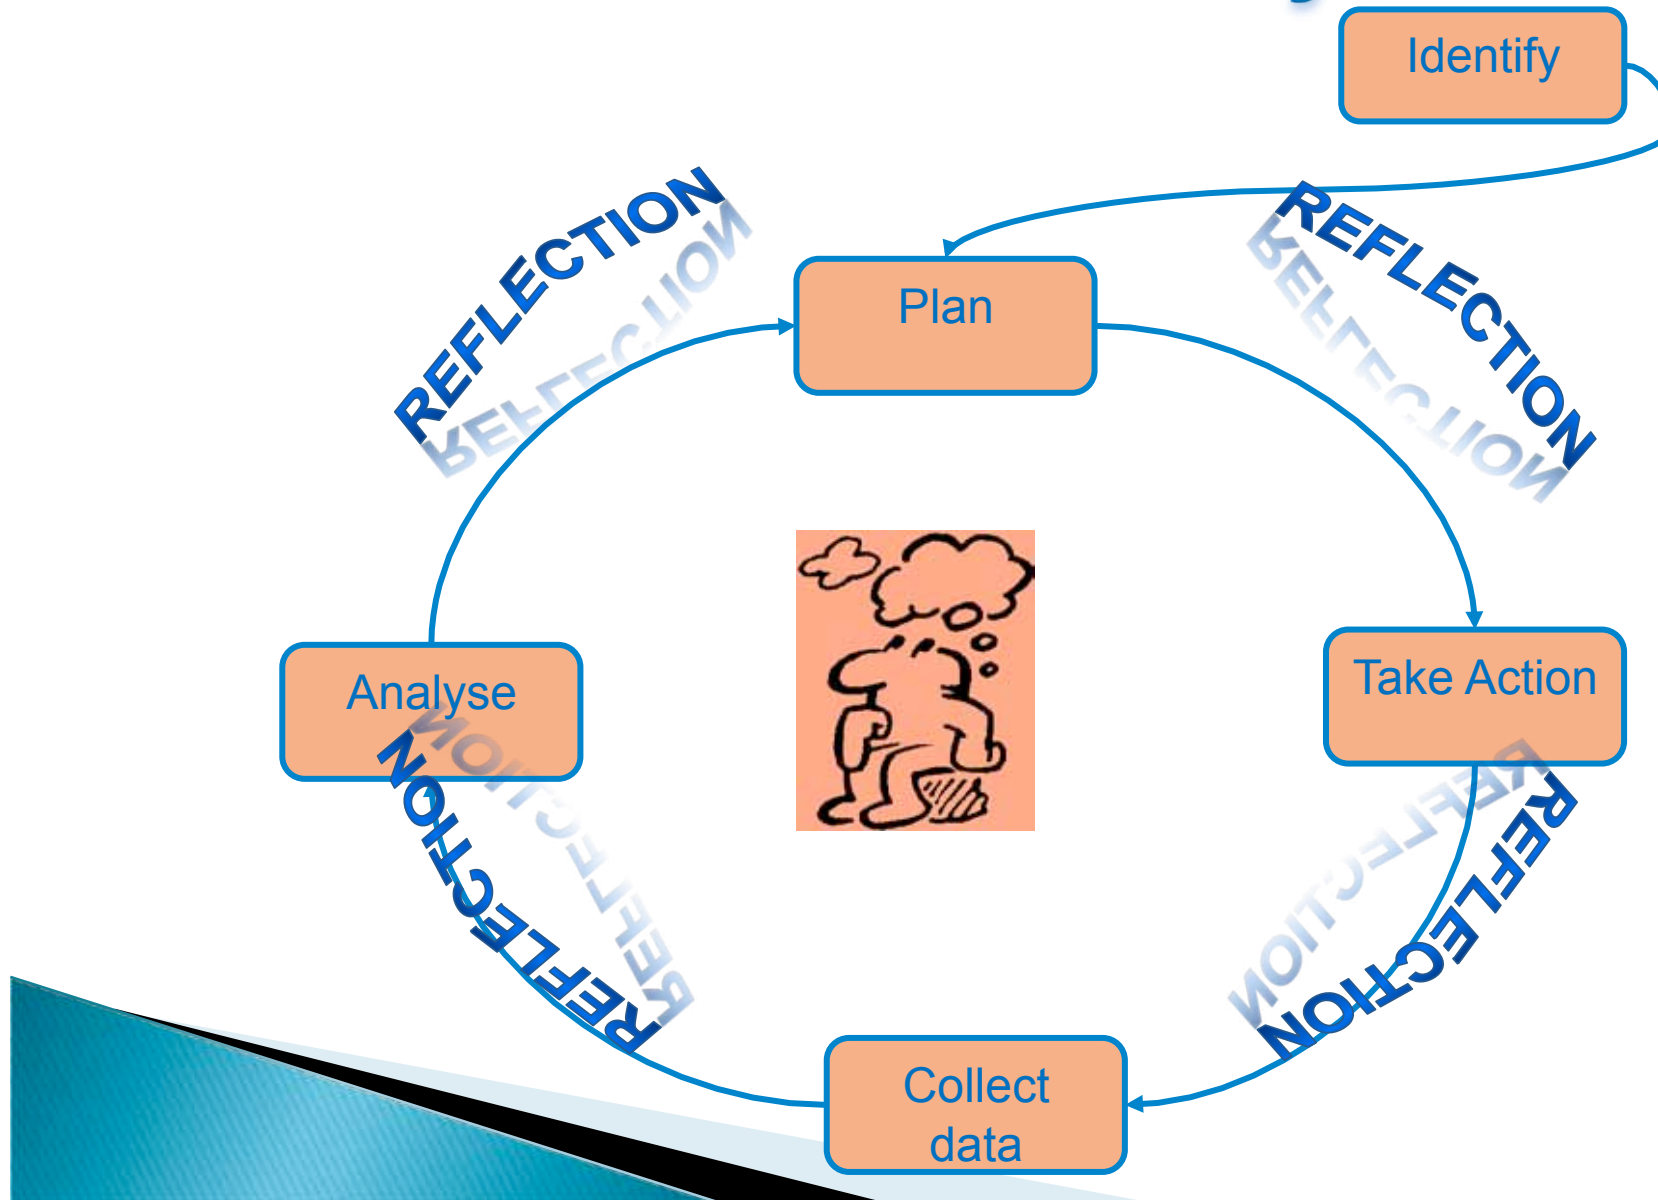 Identify
REFLECTION
REFLECTION
Plan
Analyse
Take Action
REFLECTION
REFLECTION
Collect
data